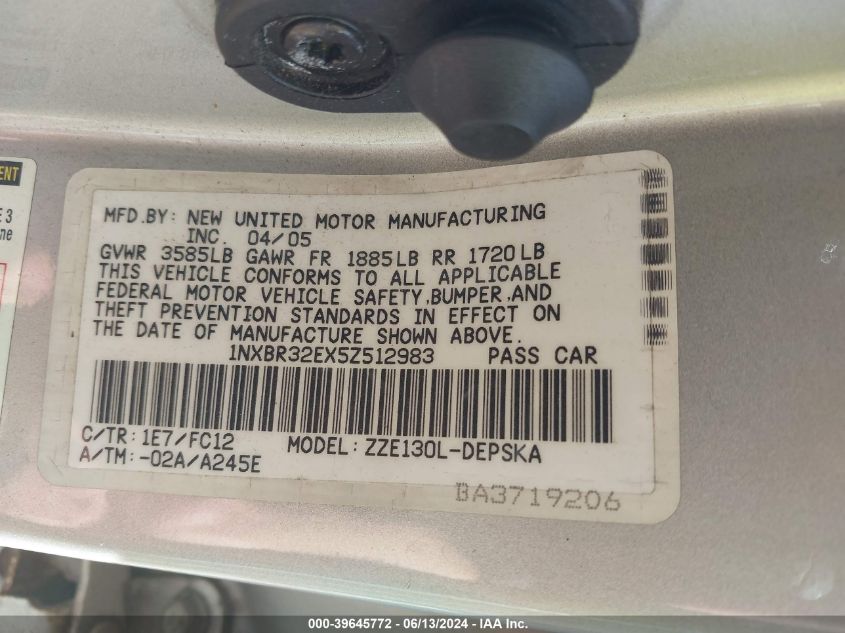 ENT
E 3
ne
MFD.BY: NEW UNITED MOTOR MANUFACTURING
INC. 04/05
GVWR 3585LB GAWR FR 1885LB RR 1720LB
THIS VEHICLE CONFORMS TO ALL APPLICABLE
FEDERAL MOTOR VEHICLE SAFETY,BUMPER,AND
THEFT PREVENTION STANDARDS IN EFFECT ON
THE DATE OF MANUFACTURE SHOWN ABOVE.
1NXBR32EX5Z512983 PASS CAR
C/TR: 1E7/FC12
MODEL: ZZE130L-DEPSKA
A/TM: -02A/A245E
BA3719206
000-39645772 - 06/13/2024 - IAA Inc.